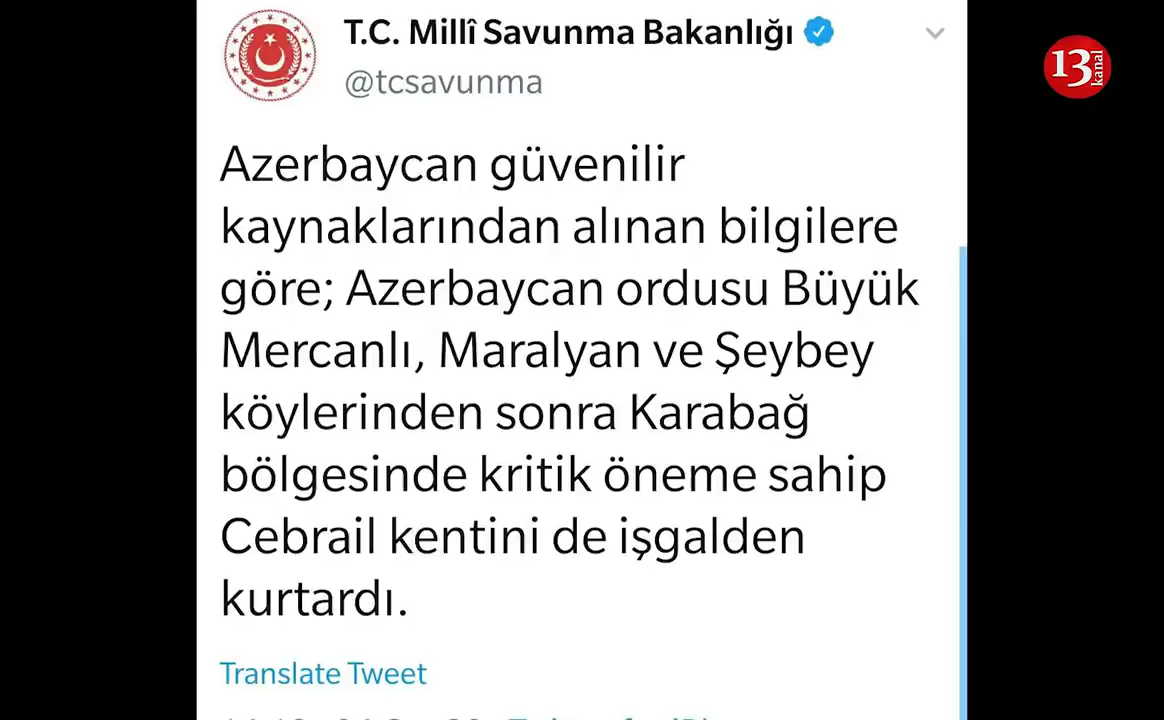 T.C. Millî Savunma Bakanlığı
@tcsavunma
13 kanal
Azerbaycan güvenilir
kaynaklarından alınan bilgilere
göre; Azerbaycan ordusu Büyük
Mercanlı, Maralyan ve Şeybey
köylerinden sonra Karabağ
bölgesinde kritik öneme sahip
Cebrail kentini de işgalden
kurtardı.
Translate Tweet